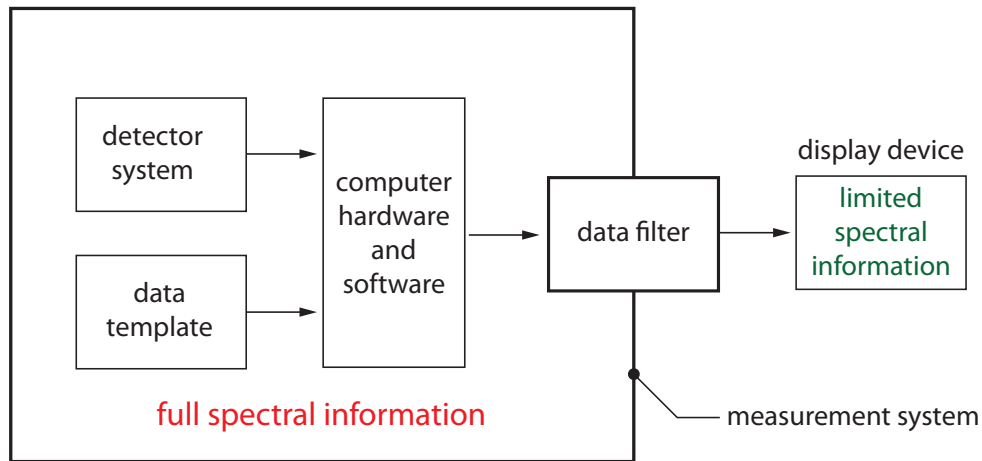 detector
system
data
template
computer
hardware
and
software
data filter
display device
limited
spectral
information
full spectral information
measurement system